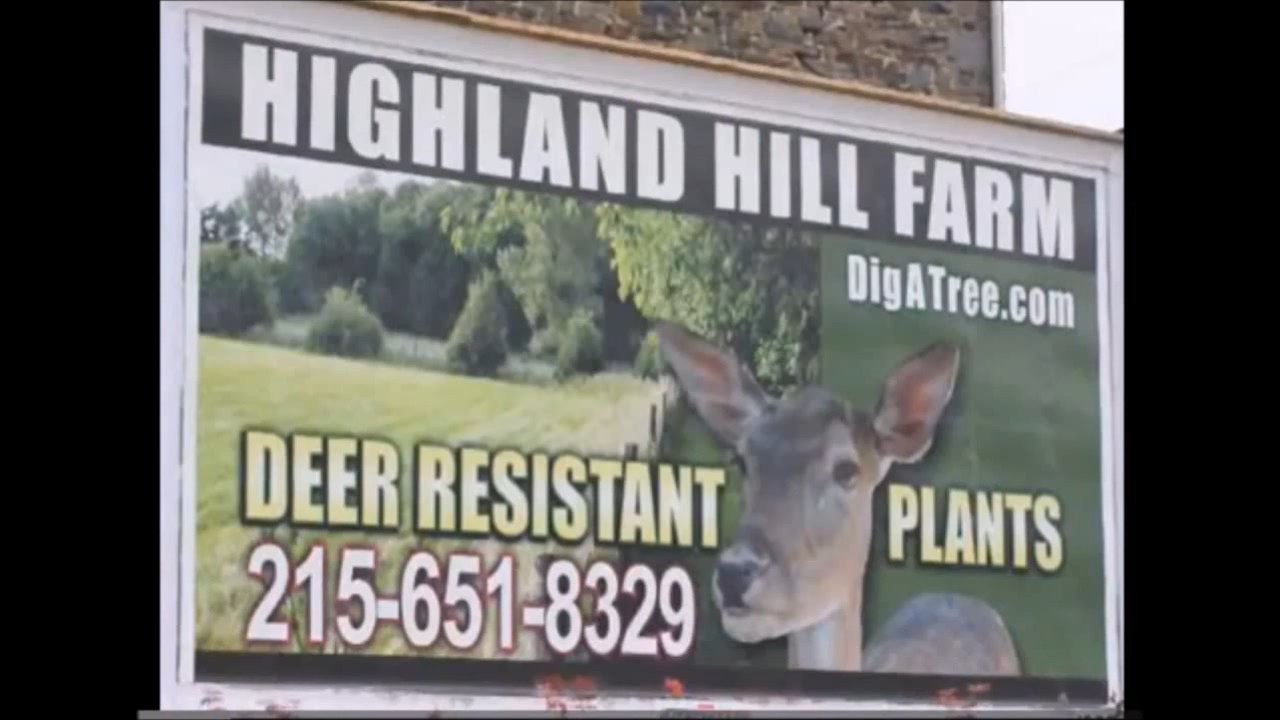 HIGHLAND HILL FARM
DigATree.com
DEER RESISTANT PLANTS
215-651-8329